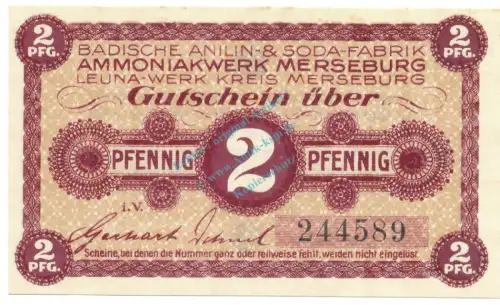 2 PFG. 2 PFG.
BADISCHE ANILIN-& SODA-FABRIK
AMMONIAKWERK MERSEBURG
LEUNA-WERK KREIS MERSEBURG
Gutschein über
PFENNIG 2 PFENNIG
i.V.
244589
Scheine, bei denen die Nummer ganz oder teilweise fehlt, werden nicht eingelöst.
2 PFG. 2 PFG.